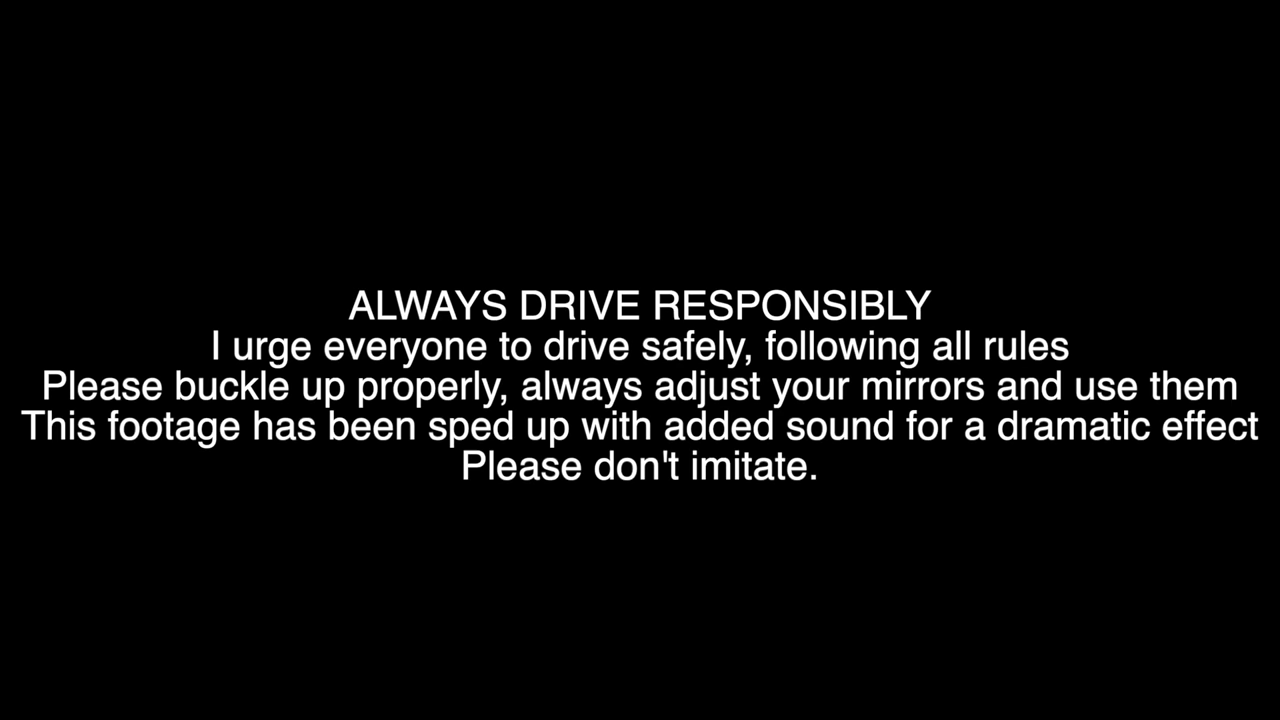 ALWAYS DRIVE RESPONSIBLY
I urge everyone to drive safely, following all rules
Please buckle up properly, always adjust your mirrors and use them
This footage has been sped up with added sound for a dramatic effect
Please don't imitate.